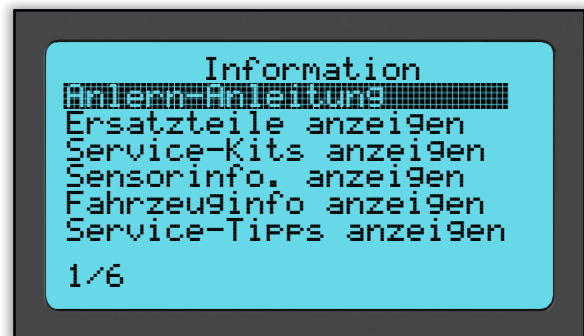 Information
Anlern-Anleitung
Ersatzteile anzeigen
Service-Kits anzeigen
Sensorinfo. anzeigen
Fahrzeuginfo anzeigen
Service-Tipps anzeigen
1/6